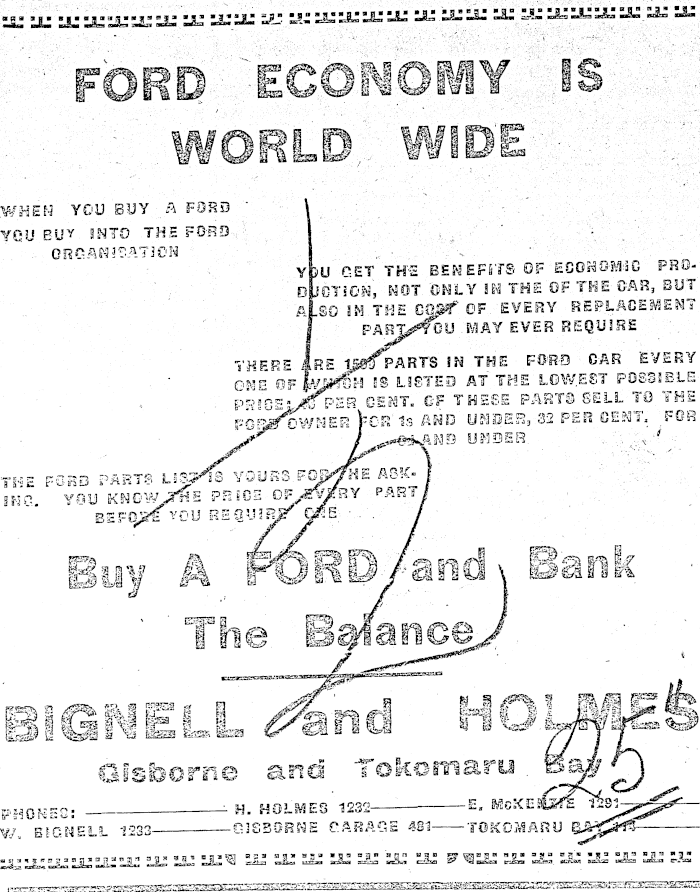 FORD ECONOMY IS
WORLD WIDE
WHEN YOU BUY A FORD
YOU BUY INTO THE FORD
ORGANISATION
YOU GET THE BENEFITS OF ECONOMIC PRO-
DUCTION, NOT ONLY IN THE OF THE CAR, BUT
ALSO IN THE COST OF EVERY REPLACEMENT
PART YOU MAY EVER REQUIRE
THERE ARE 1500 PARTS IN THE FORD CAR EVERY
ONE OF WHICH IS LISTED AT THE LOWEST POSSIBLE
PRICE; PER CENT. OF THESE PARTS SELL TO THE
FORD OWNER FOR 1s AND UNDER, 32 PER CENT. FOR
AND UNDER
THE FORD PARTS LIST IS YOURS FOR THE ASK-
ING. YOU KNOW THE PRICE OF EVERY PART
BEFORE YOU REQUIRE ONE
Buy A FORD and Bank
The Balance
BIGNELL and HOLMES
Gisborne and Tokomaru Bay
25"
PHONES: H. HOLMES 1232 E. McKENZIE 1291
W. BIGNELL 1233 GISBORNE GARAGE 481 TOKOMARU BAY